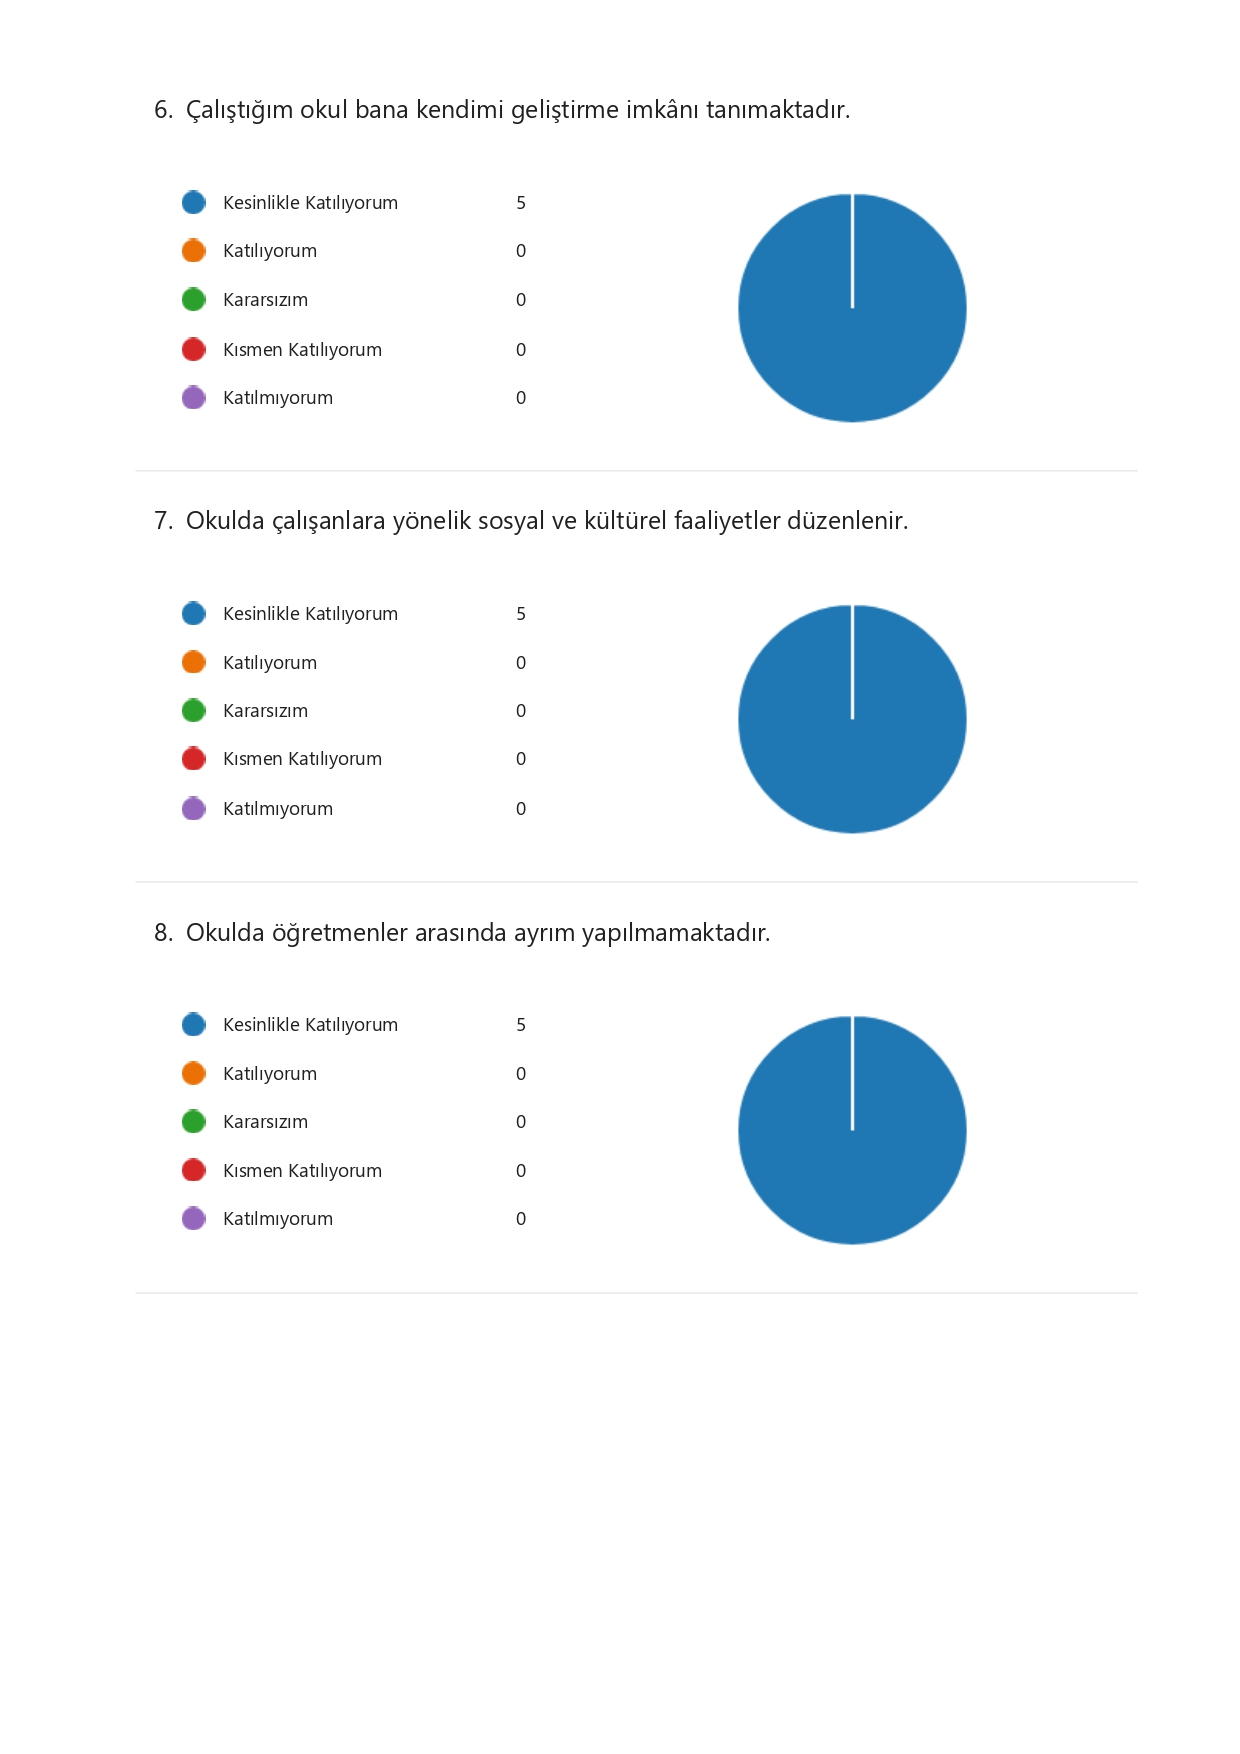 6. Çalıştığım okul bana kendimi geliştirme imkânı tanımaktadır.
Kesinlikle Katılıyorum 5
Katılıyorum 0
Kararsızım 0
Kısmen Katılıyorum 0
Katılmıyorum 0
7. Okulda çalışanlara yönelik sosyal ve kültürel faaliyetler düzenlenir.
Kesinlikle Katılıyorum 5
Katılıyorum 0
Kararsızım 0
Kısmen Katılıyorum 0
Katılmıyorum 0
8. Okulda öğretmenler arasında ayrım yapılmamaktadır.
Kesinlikle Katılıyorum 5
Katılıyorum 0
Kararsızım 0
Kısmen Katılıyorum 0
Katılmıyorum 0